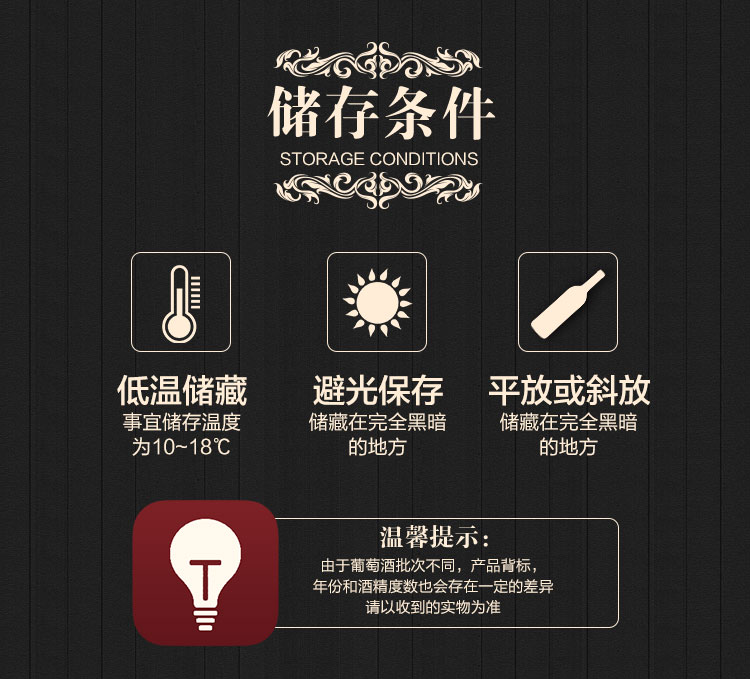 储存条件
STORAGE CONDITIONS
低温储藏
事宜储存温度
为10~18℃
避光保存
储藏在完全黑暗
的地方
平放或斜放
储藏在完全黑暗
的地方
温馨提示:
由于葡萄酒批次不同，产品背标，
年份和酒精度数也会存在一定的差异
请以收到的实物为准